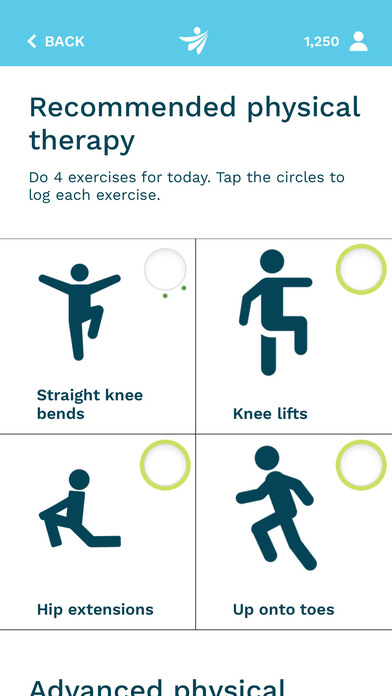 BACK
1,250
Recommended physical
therapy
Do 4 exercises for today. Tap the circles to
log each exercise.
Straight knee
bends
Knee lifts
Hip extensions
Up onto toes
Advanced physical